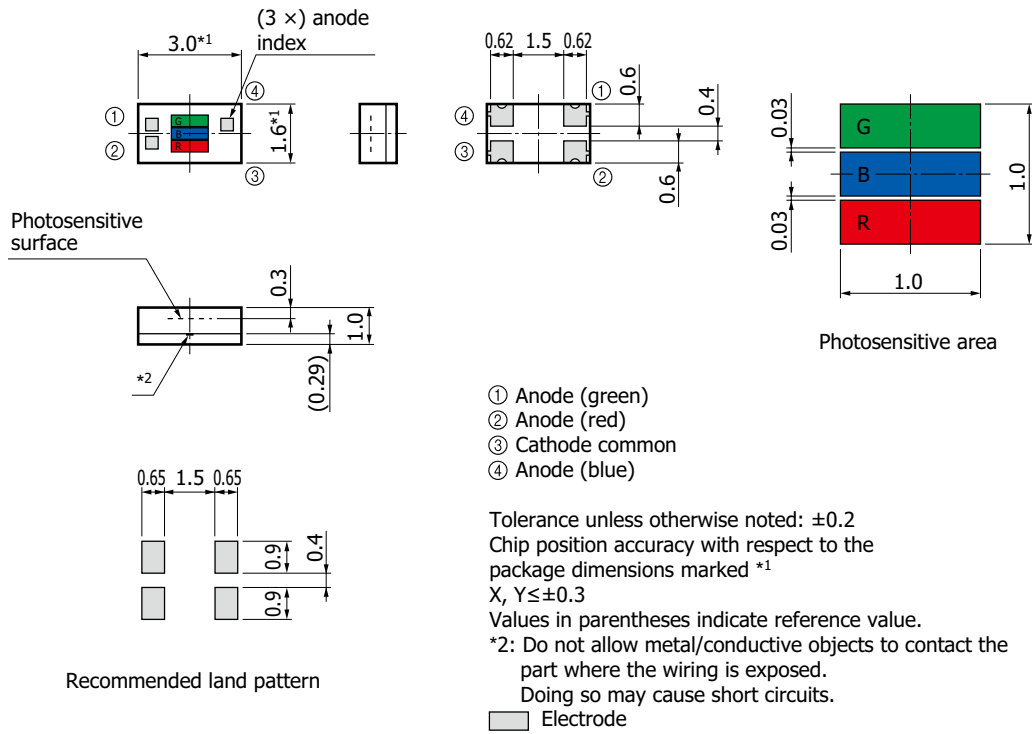 (3 ×) anode
index
3.0*1
④
①
②
G
B
R
1.6*1
③
0.62 1.5 0.62
①
④
③
②
0.6
0.4
0.6
0.03
0.03
G
B
R
1.0
1.0
Photosensitive area
Photosensitive
surface
0.3
1.0
(0.29)
*2
① Anode (green)
② Anode (red)
③ Cathode common
④ Anode (blue)
0.65 1.5 0.65
0.9
0.4
0.9
Recommended land pattern
Tolerance unless otherwise noted: ±0.2
Chip position accuracy with respect to the
package dimensions marked *1
X, Y≤±0.3
Values in parentheses indicate reference value.
*2: Do not allow metal/conductive objects to contact the
part where the wiring is exposed.
Doing so may cause short circuits.
Electrode